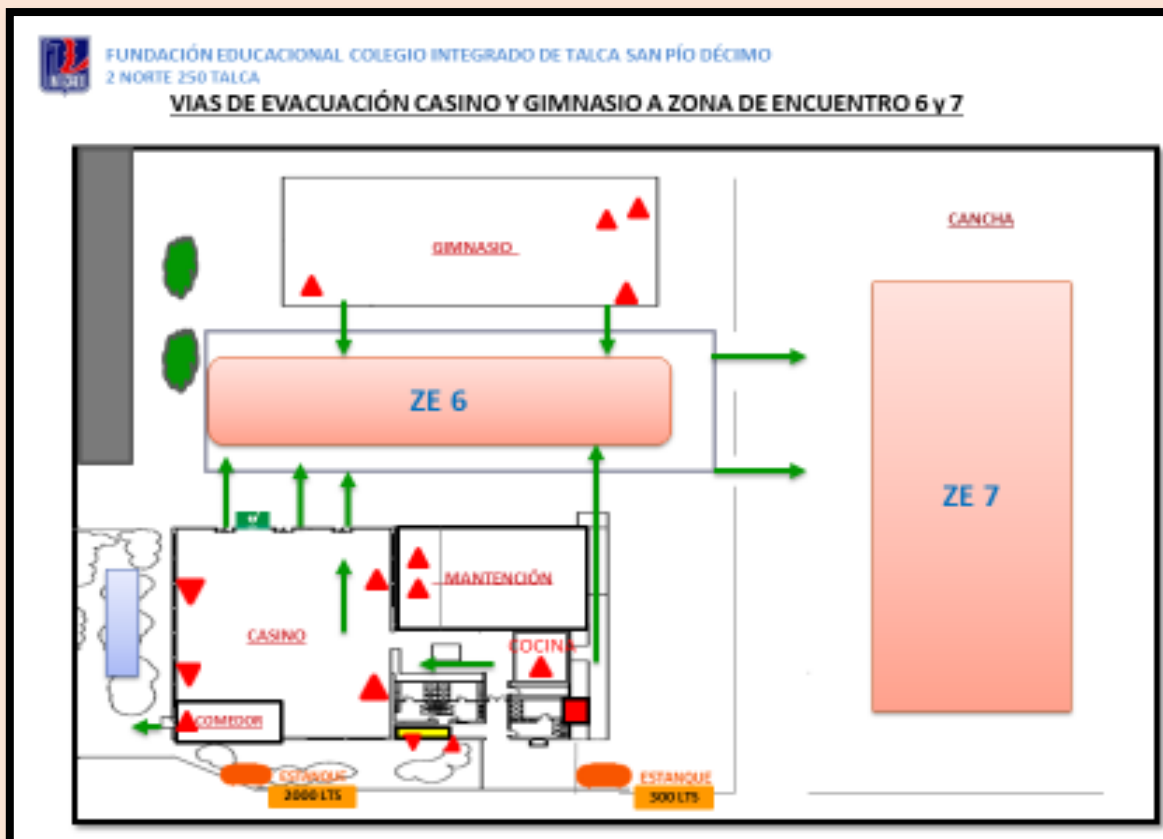 FUNDACIÓN EDUCACIONAL COLEGIO INTEGRADO DE TALCA SAN PÍO DÉCIMO
2 NORTE 250 TALCA
VIAS DE EVACUACIÓN CASINO Y GIMNASIO A ZONA DE ENCUENTRO 6 y 7
CANCHA
GIMNASIO
ZE 6
ZE 7
MANTENCIÓN
CASINO
COCINA
COMEDOR
ESTANQUE
2000 LTS
ESTANQUE
500 LTS